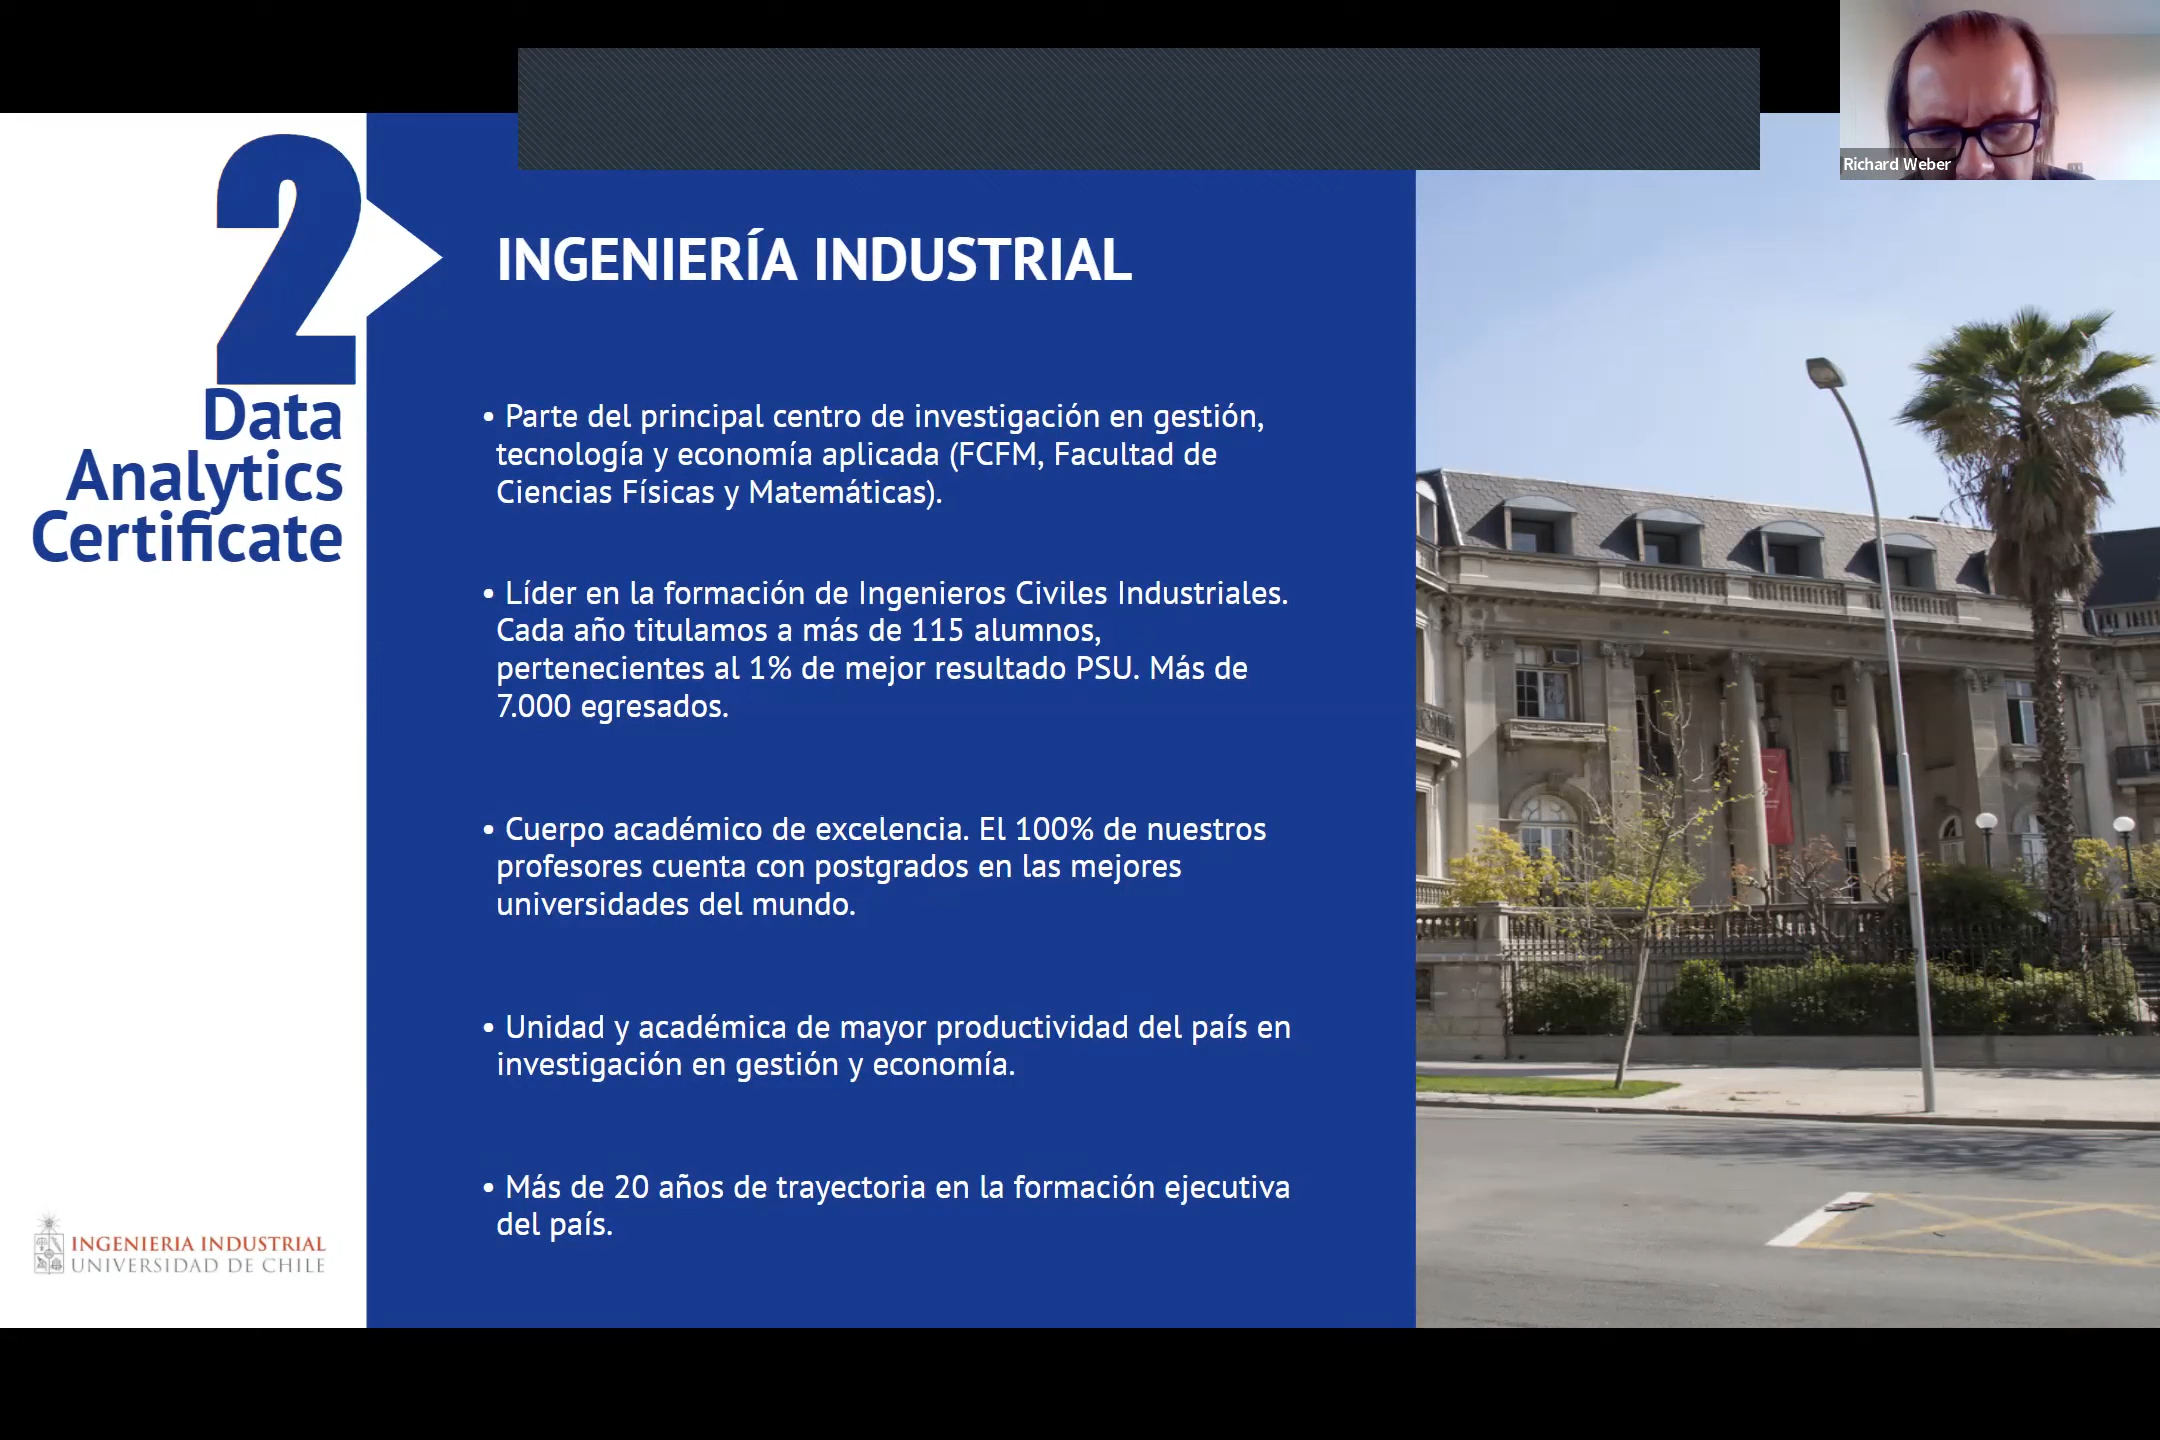 Richard Weber
2
Data
Analytics
Certificate
INGENIERÍA INDUSTRIAL
• Parte del principal centro de investigación en gestión,
tecnología y economía aplicada (FCFM, Facultad de
Ciencias Físicas y Matemáticas).
• Líder en la formación de Ingenieros Civiles Industriales.
Cada año titulamos a más de 115 alumnos,
pertenecientes al 1% de mejor resultado PSU. Más de
7.000 egresados.
• Cuerpo académico de excelencia. El 100% de nuestros
profesores cuenta con postgrados en las mejores
universidades del mundo.
• Unidad y académica de mayor productividad del país en
investigación en gestión y economía.
• Más de 20 años de trayectoria en la formación ejecutiva
del país.
INGENIERIA INDUSTRIAL
UNIVERSIDAD DE CHILE